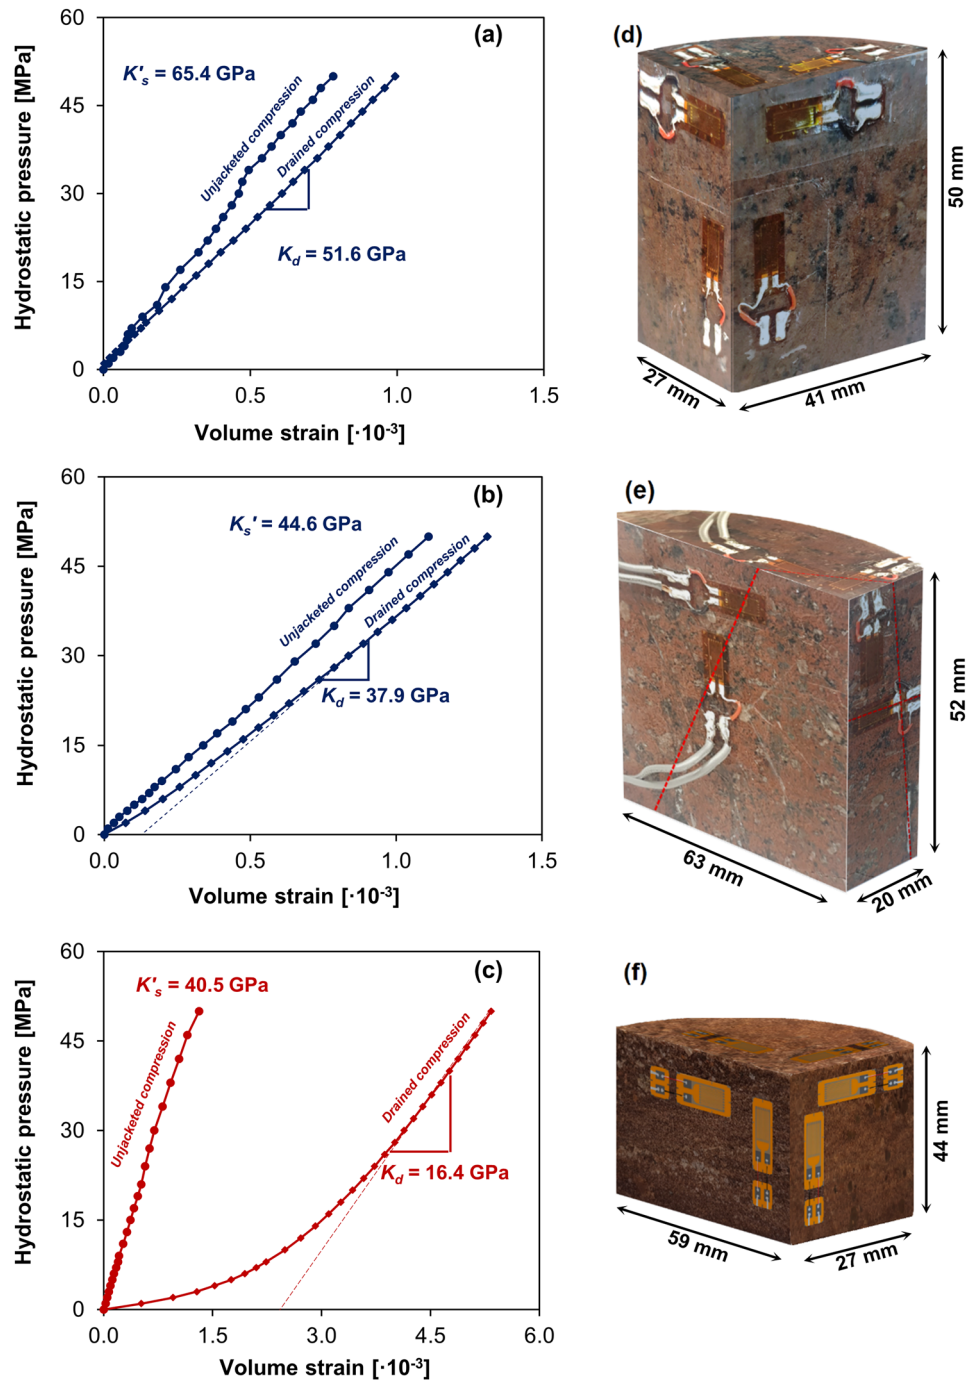 (a)
K's = 65.4 GPa
Unjacketed compression
Drained compression
Kd = 51.6 GPa
Hydrostatic pressure [MPa]
60
45
30
15
0
0.0 0.5 1.0 1.5
Volume strain [·10-3]
(d)
50 mm
27 mm
41 mm
(b)
Ks' = 44.6 GPa
Unjacketed compression
Drained compression
Kd = 37.9 GPa
Hydrostatic pressure [MPa]
60
45
30
15
0
0.0 0.5 1.0 1.5
Volume strain [·10-3]
(e)
52 mm
63 mm
20 mm
(c)
K's = 40.5 GPa
Unjacketed compression
Drained compression
Kd = 16.4 GPa
Hydrostatic pressure [MPa]
60
45
30
15
0
0.0 1.5 3.0 4.5 6.0
Volume strain [·10-3]
(f)
44 mm
59 mm
27 mm